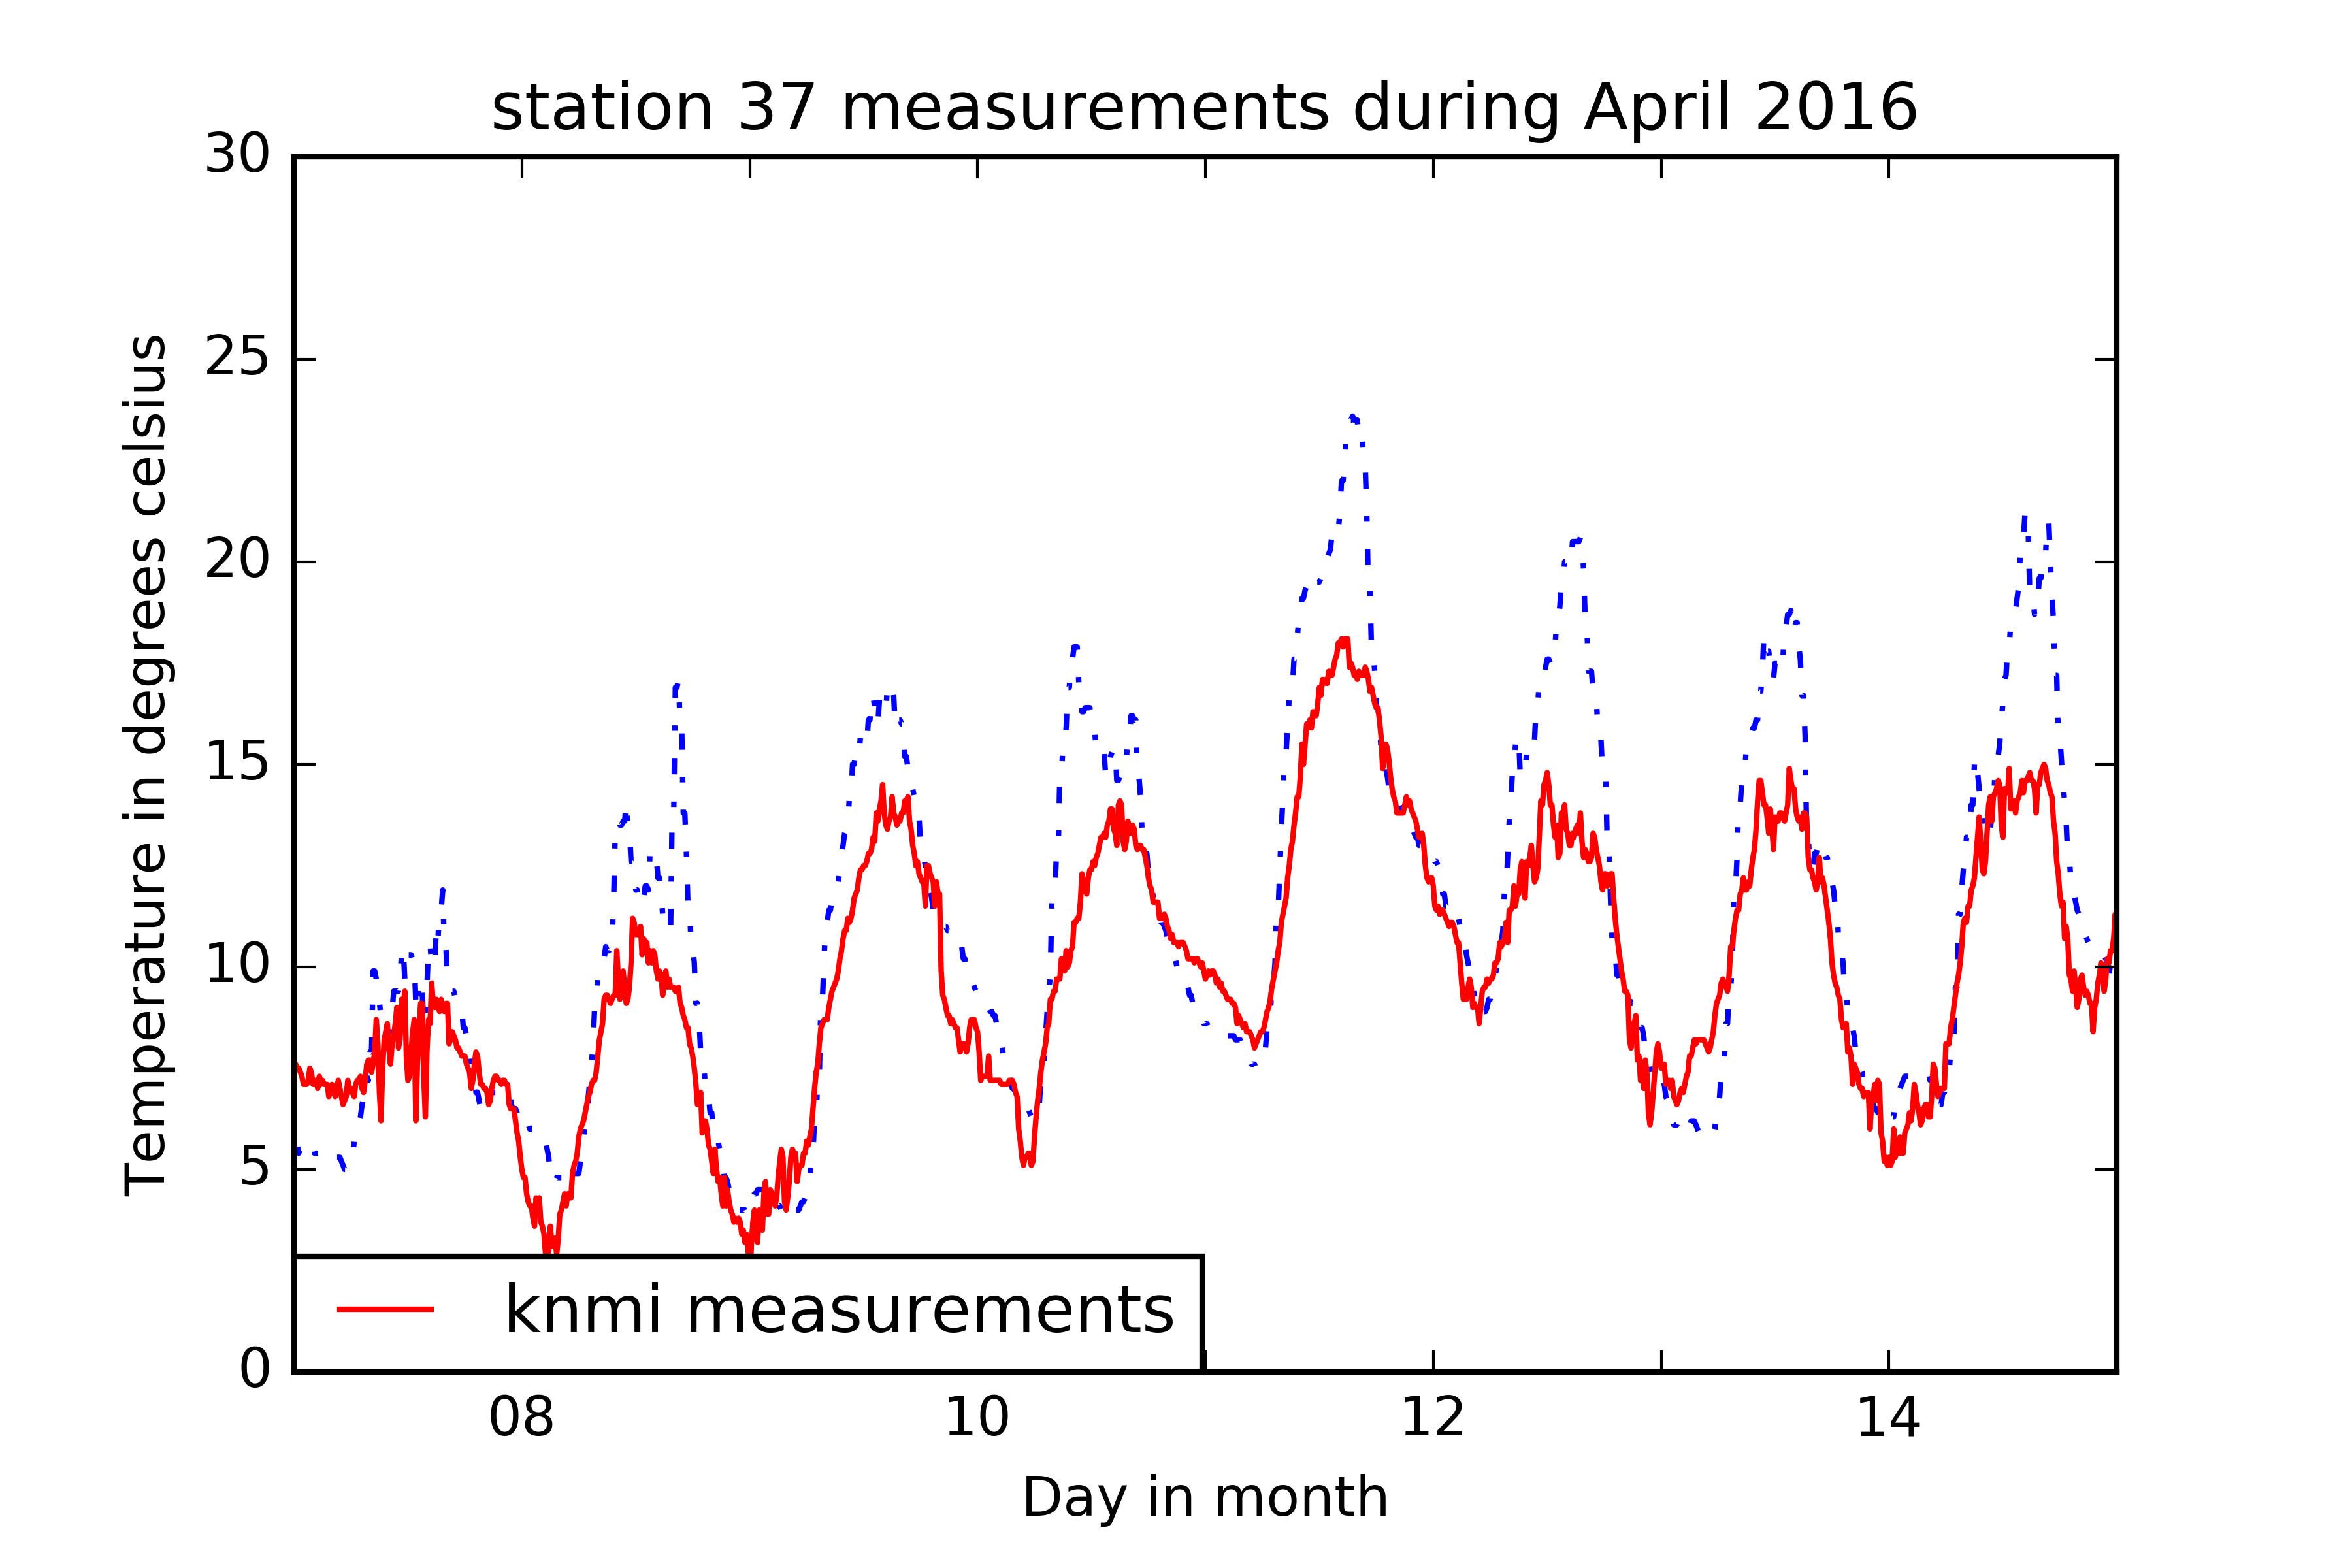 station 37 measurements during April 2016
30
25
20
15
10
5
0
Temperature in degrees celsius
knmi measurements
08 10 12 14
Day in month